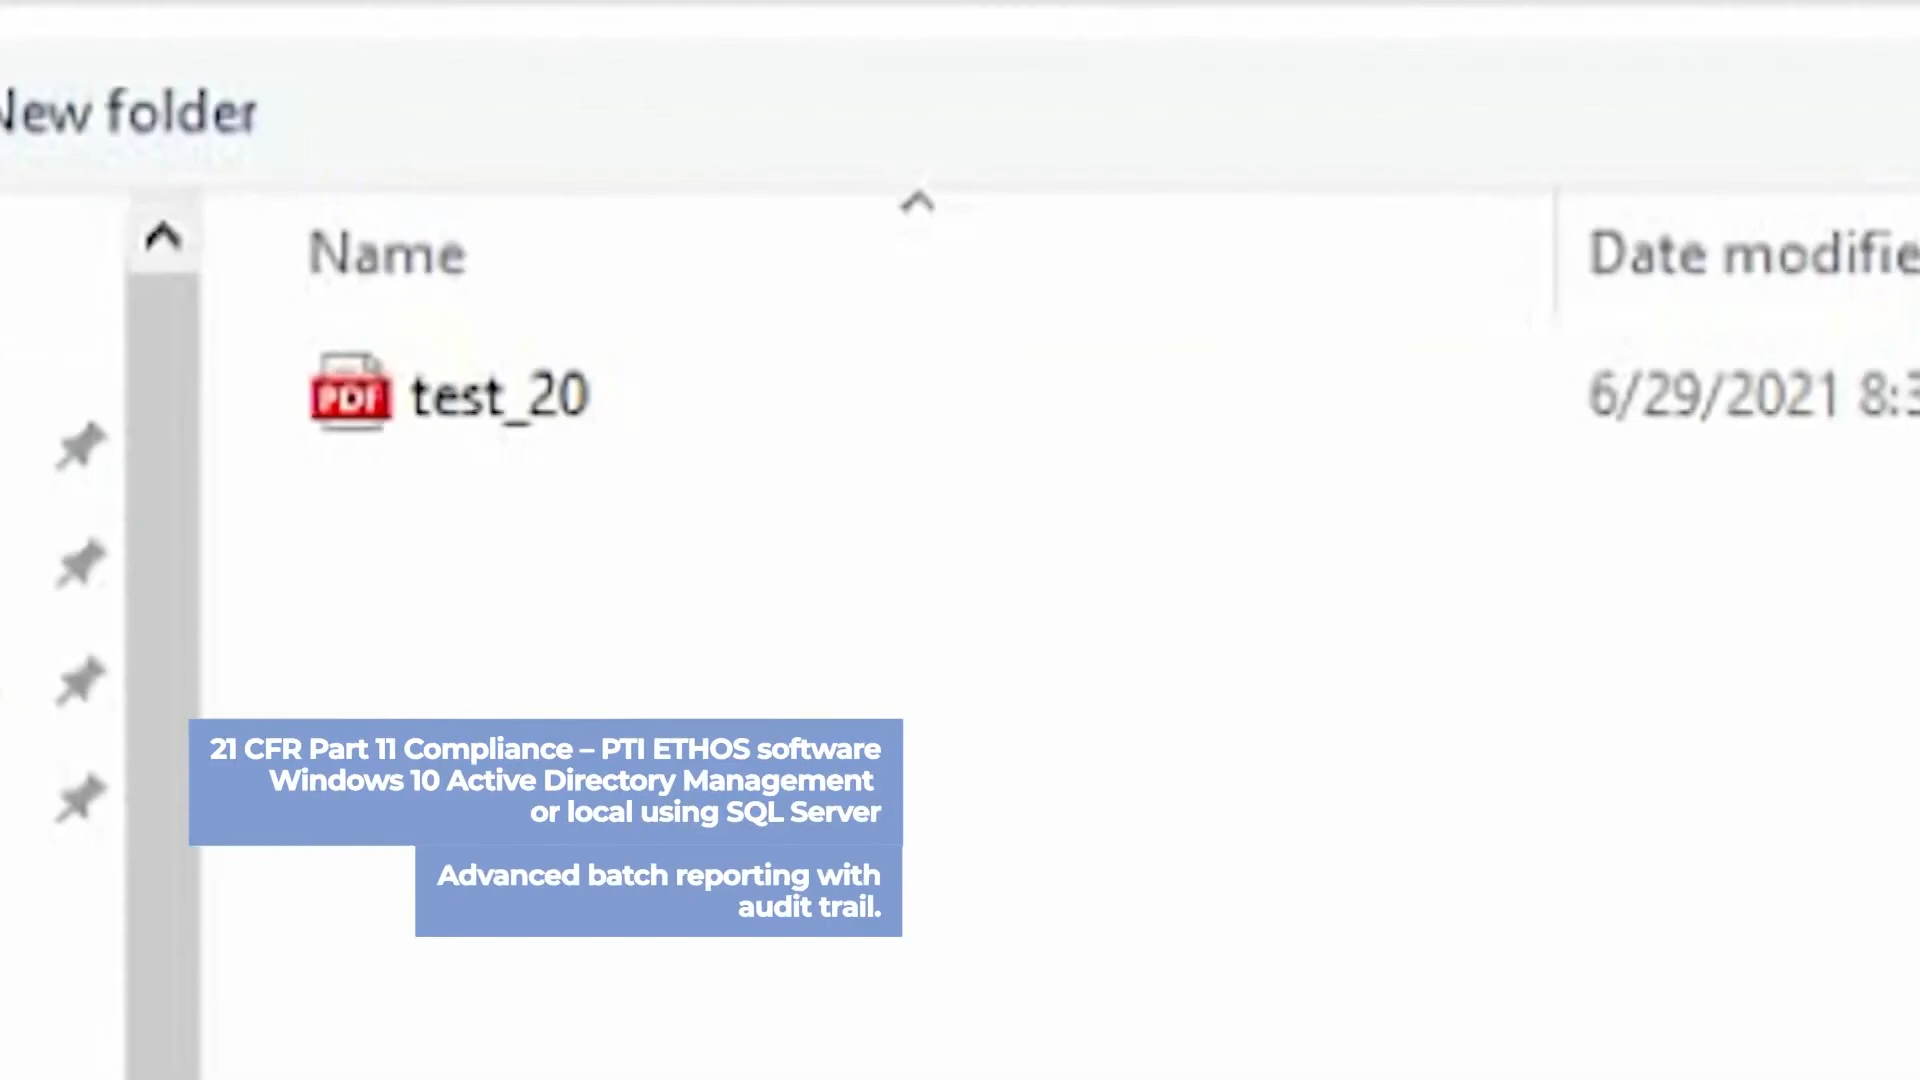 New folder
Name
Date modifie
PDF test_20
6/29/2021 8:3
21 CFR Part 11 Compliance – PTI ETHOS software
Windows 10 Active Directory Management
or local using SQL Server
Advanced batch reporting with
audit trail.